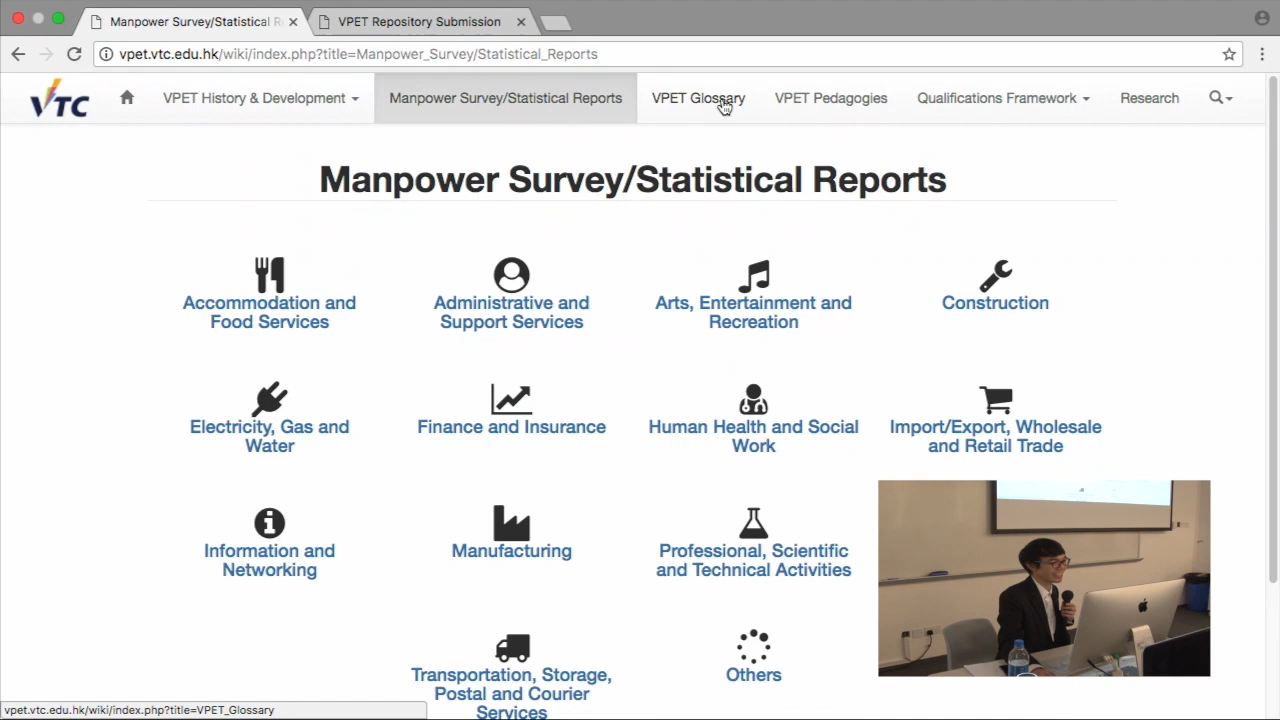 Manpower Survey/Statistical R
VPET Repository Submission
vpet.vtc.edu.hk/wiki/index.php?title=Manpower_Survey/Statistical_Reports
VTC
VPET History & Development
Manpower Survey/Statistical Reports
VPET Glossary
VPET Pedagogies
Qualifications Framework
Research
Manpower Survey/Statistical Reports
Accommodation and
Food Services
Administrative and
Support Services
Arts, Entertainment and
Recreation
Construction
Electricity, Gas and
Water
Finance and Insurance
Human Health and Social
Work
Import/Export, Wholesale
and Retail Trade
Information and
Networking
Manufacturing
Professional, Scientific
and Technical Activities
Transportation, Storage,
Postal and Courier
Services
Others
vpet.vtc.edu.hk/wiki/index.php?title=VPET_Glossary